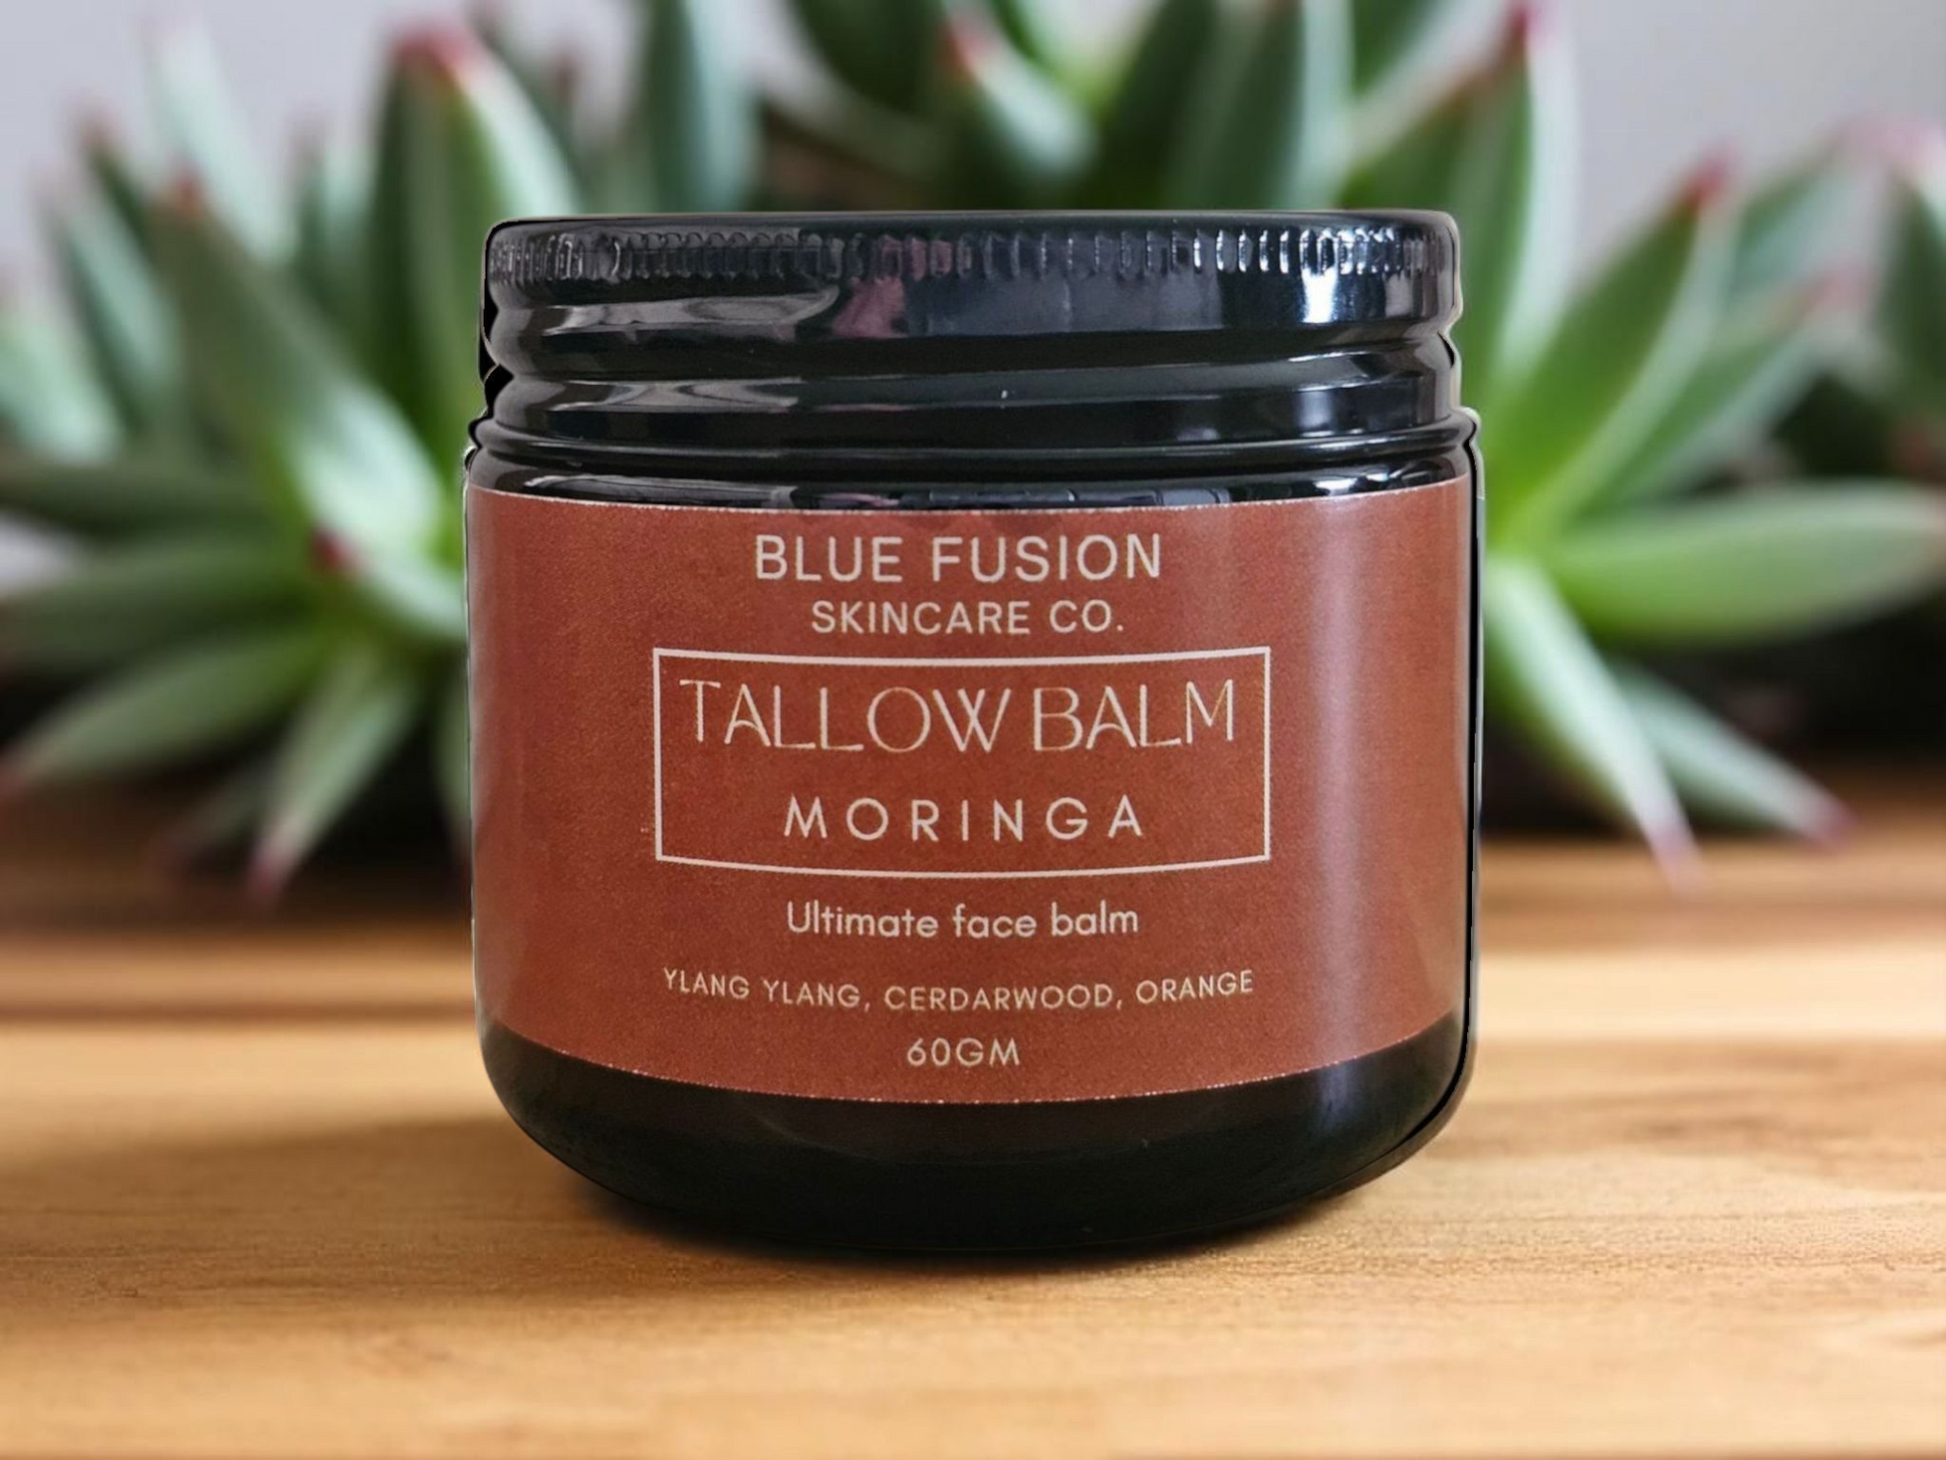 BLUE FUSION
SKINCARE CO.
TALLOW BALM
MORINGA
Ultimate face balm
YLANG YLANG, CERDARWOOD, ORANGE
60GM